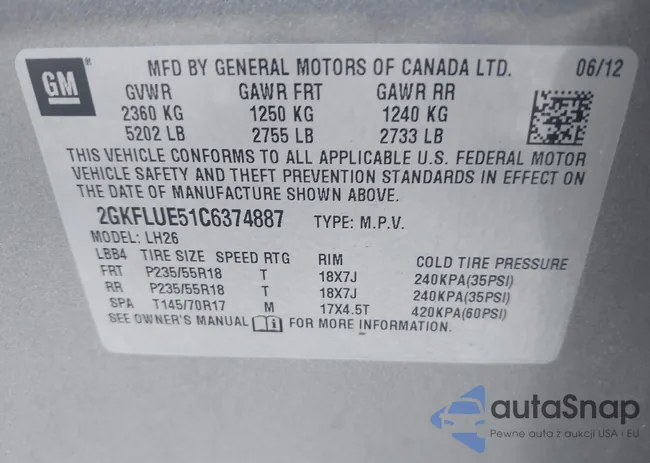 GM ® MFD BY GENERAL MOTORS OF CANADA LTD. 06/12
GVWR GAWR FRT GAWR RR
2360 KG 1250 KG 1240 KG
5202 LB 2755 LB 2733 LB
THIS VEHICLE CONFORMS TO ALL APPLICABLE U.S. FEDERAL MOTOR
VEHICLE SAFETY AND THEFT PREVENTION STANDARDS IN EFFECT ON
THE DATE OF MANUFACTURE SHOWN ABOVE.
2GKFLUE51C6374887 TYPE: M.P.V.
MODEL: LH26
LBB4 TIRE SIZE SPEED RTG RIM COLD TIRE PRESSURE
FRT P235/55R18 T 18X7J 240KPA(35PSI)
RR P235/55R18 T 18X7J 240KPA(35PSI)
SPA T145/70R17 M 17X4.5T 420KPA(60PSI)
SEE OWNER'S MANUAL FOR MORE INFORMATION.
autaSnap
Pewne auta z aukcji USA · EU